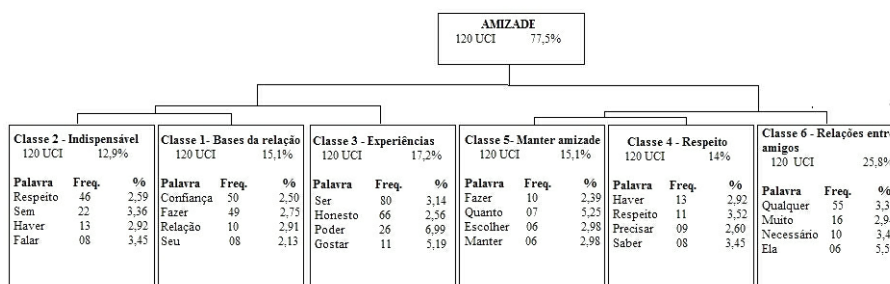 AMIZADE
120 UCI 77,5%
Classe 2 - Indispensável
120 UCI 12,9%
Palavra Freq. %
Respeito 46 2,59
Sem 22 3,36
Haver 13 2,92
Falar 08 3,45
Classe 1- Bases da relação
120 UCI 15,1%
Palavra Freq. %
Confiança 50 2,50
Fazer 49 2,75
Relação 10 2,91
Seu 08 2,13
Classe 3 - Experiências
120 UCI 17,2%
Palavra Freq. %
Ser 80 3,14
Honesto 66 2,56
Poder 26 6,99
Gostar 11 5,19
Classe 5- Manter amizade
120 UCI 15,1%
Palavra Freq. %
Fazer 10 2,39
Quanto 07 5,25
Escolher 06 2,98
Manter 06 2,98
Classe 4 - Respeito
120 UCI 14%
Palavra Freq. %
Haver 13 2,92
Respeito 11 3,52
Precisar 09 2,60
Saber 08 3,45
Classe 6 - Relações entre
amigos
120 UCI 25,8%
Palavra Freq. %
Qualquer 55
Muito 16
Necessário 10
Ela 06